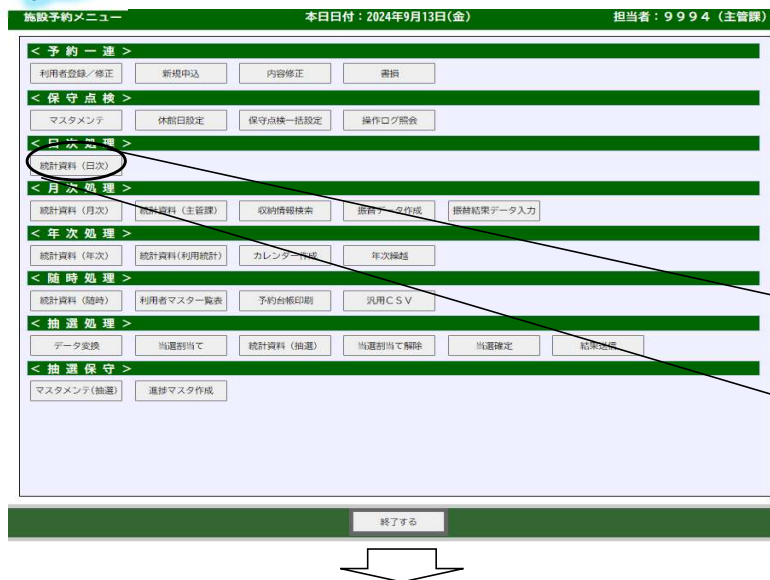 施設予約メニュー 本日日付：2024年9月13日(金) 担当者：９９９４（主管課）
＜予約一連＞
利用者登録／修正 新規申込 内容修正 書損
＜保守点検＞
マスタメンテ 休館日設定 保守点検一括設定 操作ログ照会
＜日次処理＞
統計資料（日次）
＜月次処理＞
統計資料（月次） 統計資料（主管課） 収納情報検索 振替データ作成 振替結果データ入力
＜年次処理＞
統計資料（年次） 統計資料(利用統計) カレンダー作成 年次繰越
＜随時処理＞
統計資料（随時） 利用者マスター覧表 予約台帳印刷 汎用ＣＳＶ
＜抽選処理＞
データ変換 当選割当て 統計資料（抽選） 当選割当て解除 当選確定 結果送信
＜抽選保守＞
マスタメンテ(抽選) 進捗マスタ作成
終了する